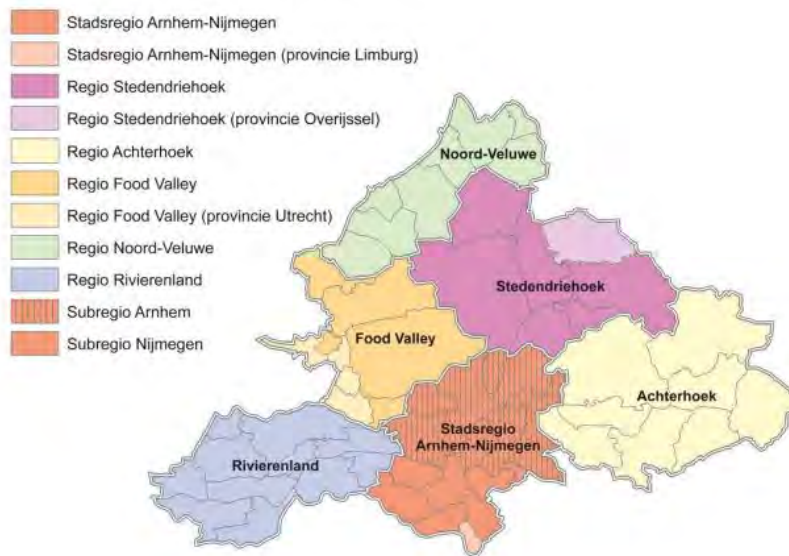 Stadsregio Arnhem-Nijmegen
Stadsregio Arnhem-Nijmegen (provincie Limburg)
Regio Stedendriehoek
Regio Stedendriehoek (provincie Overijssel)
Regio Achterhoek
Regio Food Valley
Regio Food Valley (provincie Utrecht)
Regio Noord-Veluwe
Regio Rivierenland
Subregio Arnhem
Subregio Nijmegen
Noord-Veluwe
Stedendriehoek
Food Valley
Achterhoek
Stadsregio
Arnhem-Nijmegen
Rivierenland